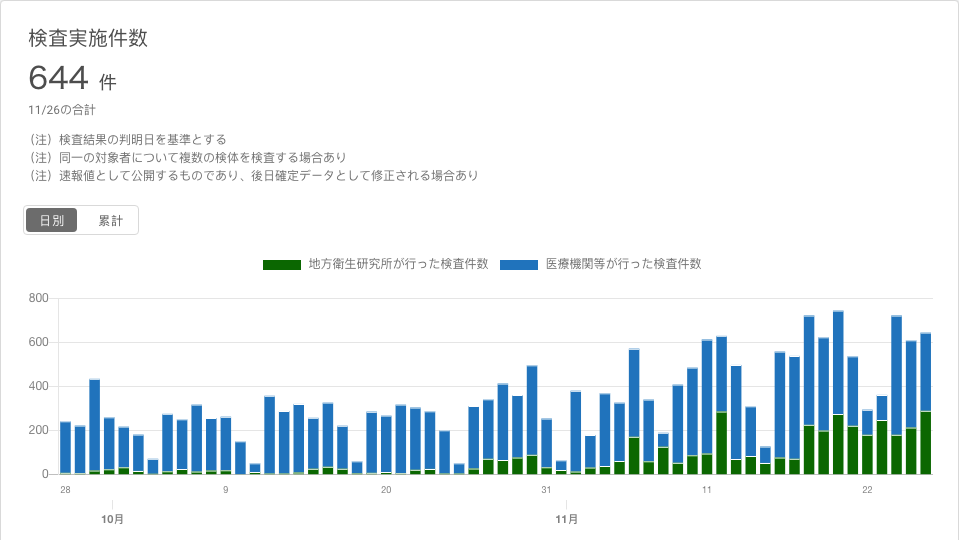 検査実施件数
644 件
11/26の合計
（注）検査結果の判明日を基準とする
（注）同一の対象者について複数の検体を検査する場合あり
（注）速報値として公開するものであり、後日確定データとして修正される場合あり
日別 累計
地方衛生研究所が行った検査件数 医療機関等が行った検査件数
800
600
400
200
0
28 9 20 31 11 22
10月 11月